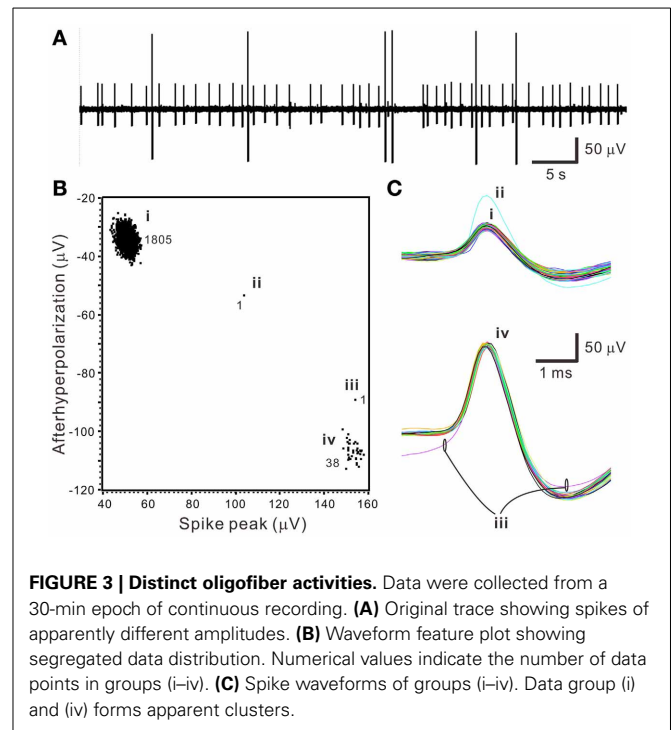 A
50 µV
5 s
B
-20
-40
-60
-80
-100
-120
Afterhyperpolarization (µV)
i
1805
ii
1
iii
1
iv
38
40 60 80 100 120 140 160
Spike peak (µV)
C
ii
i
iv
50 µV
1 ms
iii
FIGURE 3 | Distinct oligofiber activities. Data were collected from a
30-min epoch of continuous recording. (A) Original trace showing spikes of
apparently different amplitudes. (B) Waveform feature plot showing
segregated data distribution. Numerical values indicate the number of data
points in groups (i–iv). (C) Spike waveforms of groups (i–iv). Data group (i)
and (iv) forms apparent clusters.